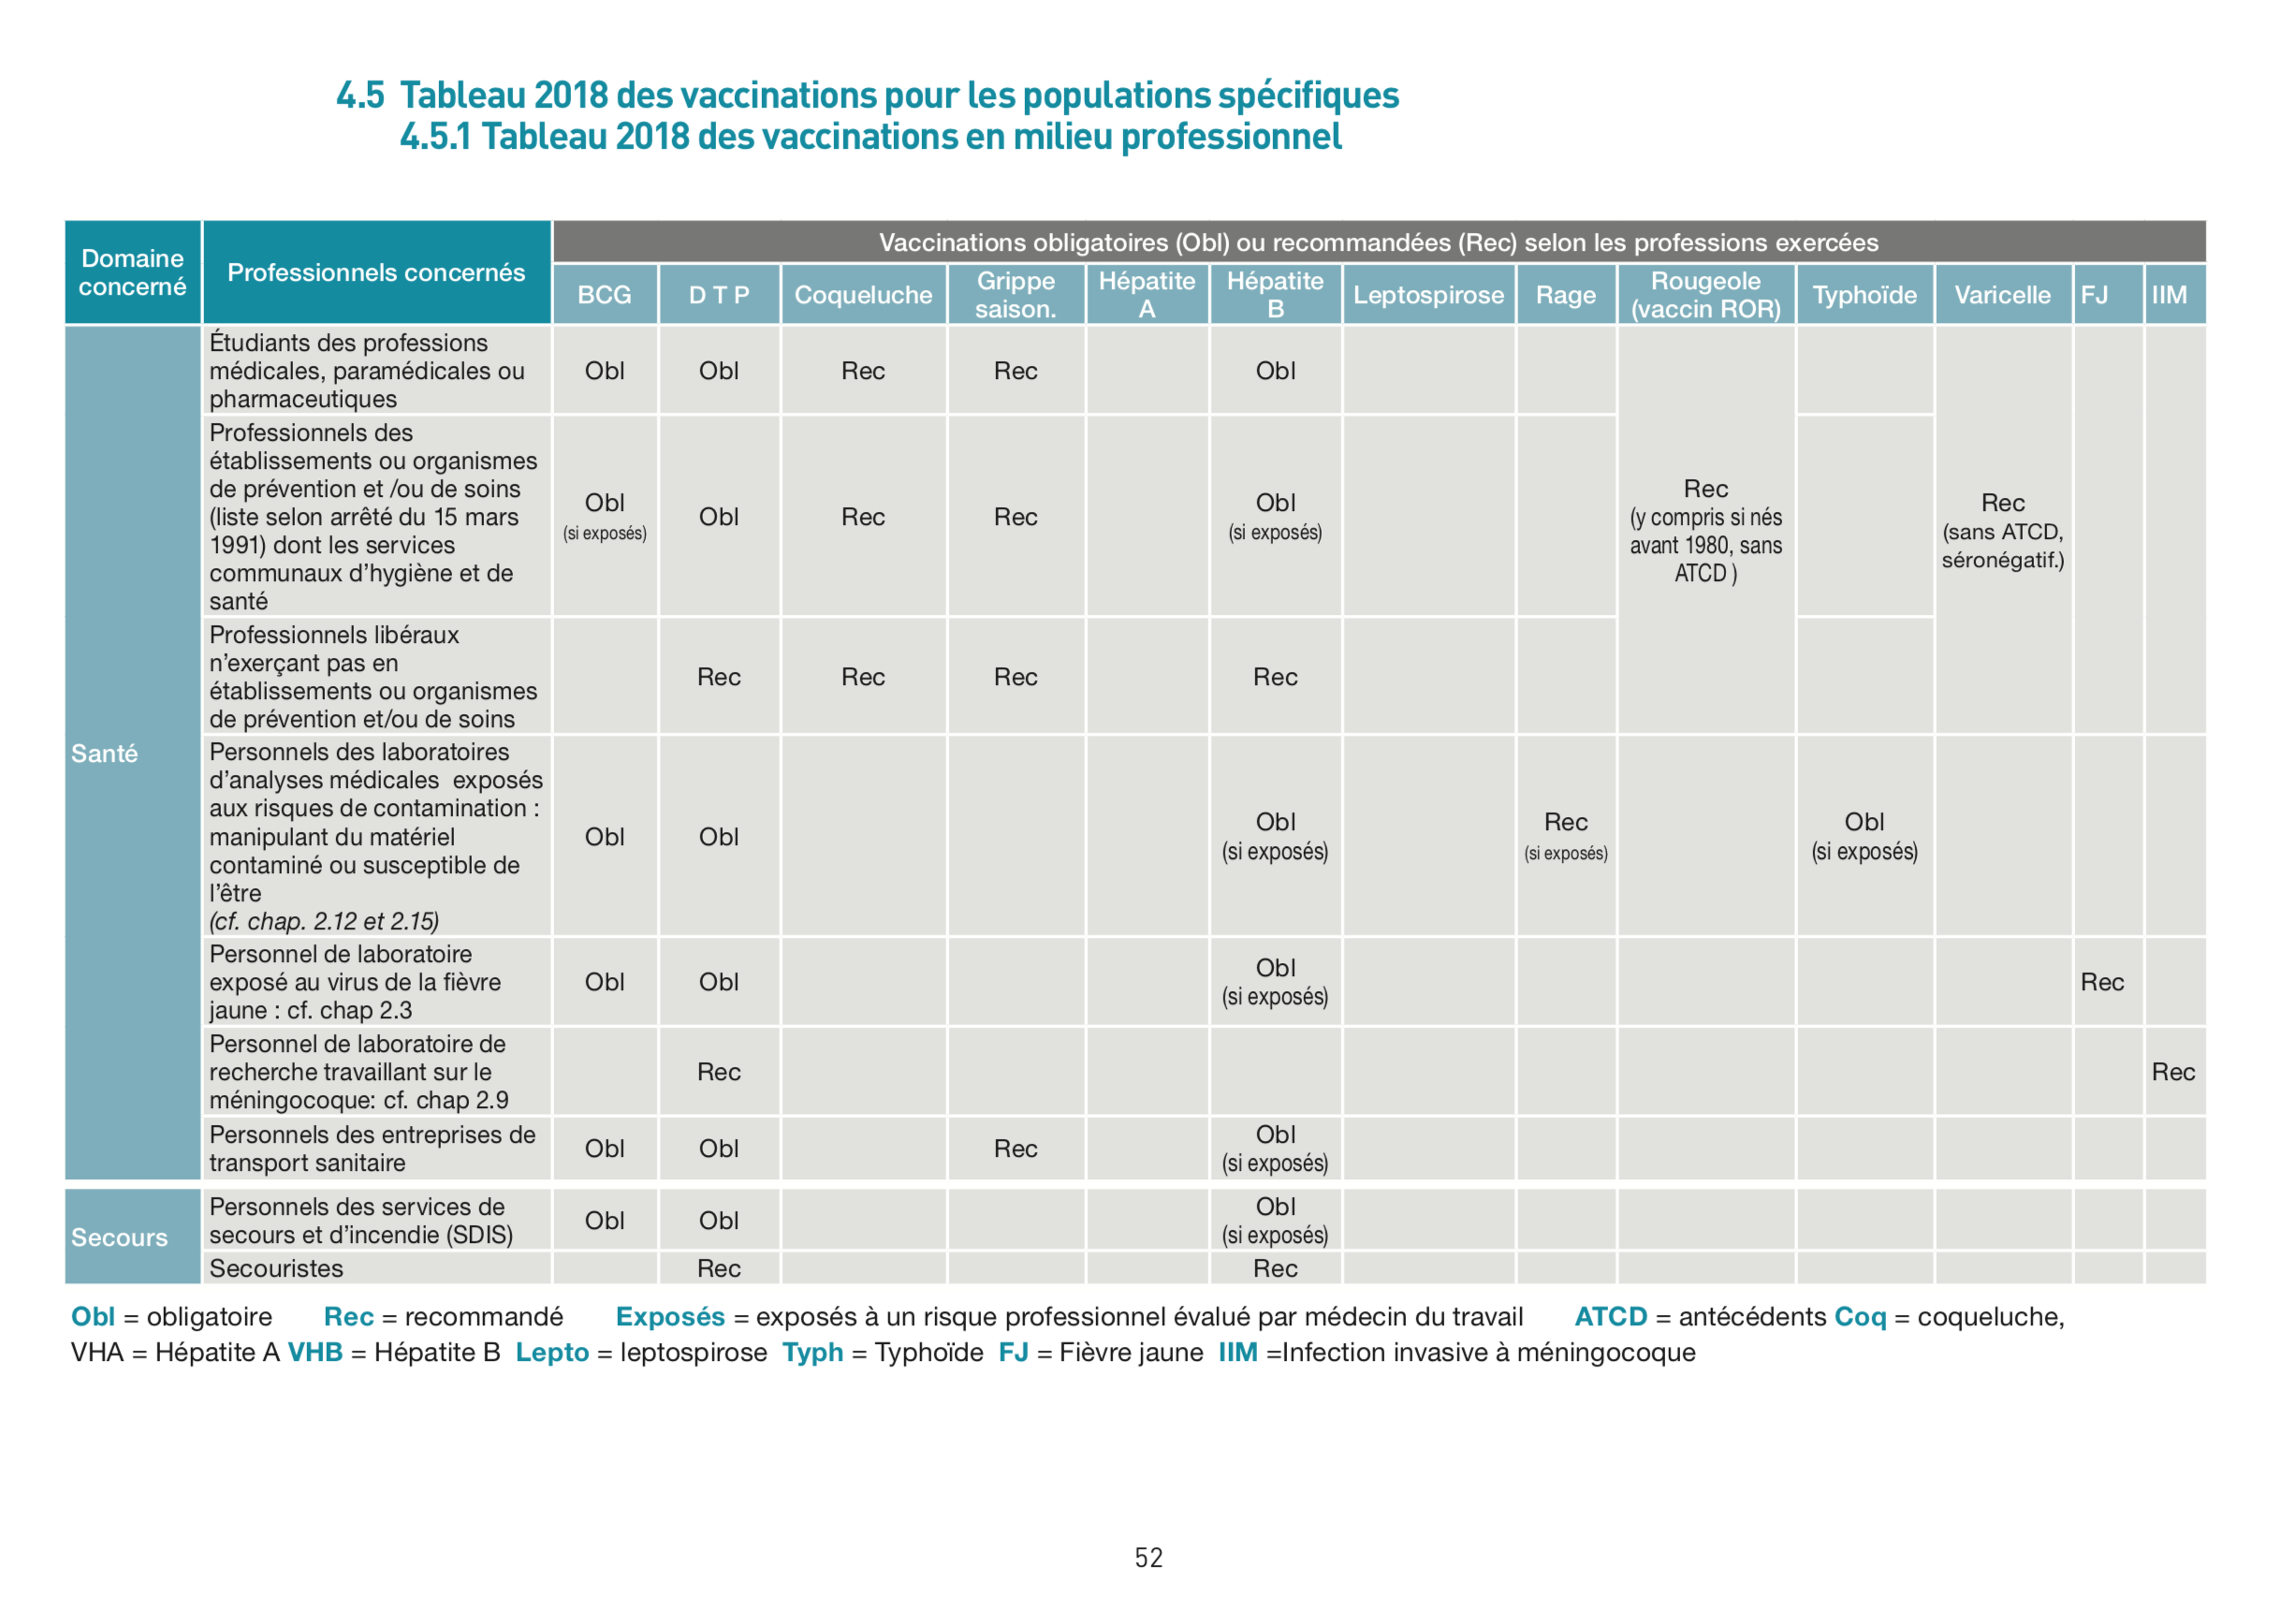 4.5 Tableau 2018 des vaccinations pour les populations spécifiques
4.5.1 Tableau 2018 des vaccinations en milieu professionnel
Domaine concerné
Professionnels concernés
Vaccinations obligatoires (Obl) ou recommandées (Rec) selon les professions exercées
BCG
D T P
Coqueluche
Grippe saison.
Hépatite A
Hépatite B
Leptospirose
Rage
Rougeole (vaccin ROR)
Typhoïde
Varicelle
FJ
IIM
Santé
Étudiants des professions
médicales, paramédicales ou
pharmaceutiques
Obl
Obl
Rec
Rec
Obl
Rec
(y compris si nés
avant 1980, sans
ATCD )
Rec
(sans ATCD,
séronégatif.)
Professionnels des
établissements ou organismes
de prévention et /ou de soins
(liste selon arrêté du 15 mars
1991) dont les services
communaux d'hygiène et de
santé
Obl
(si exposés)
Obl
Rec
Rec
Obl
(si exposés)
Professionnels libéraux
n'exerçant pas en
établissements ou organismes
de prévention et/ou de soins
Rec
Rec
Rec
Rec
Personnels des laboratoires
d'analyses médicales exposés
aux risques de contamination :
manipulant du matériel
contaminé ou susceptible de
l'être
(cf. chap. 2.12 et 2.15)
Obl
Obl
Obl
(si exposés)
Rec
(si exposés)
Obl
(si exposés)
Personnel de laboratoire
exposé au virus de la fièvre
jaune : cf. chap 2.3
Obl
Obl
Obl
(si exposés)
Rec
Personnel de laboratoire de
recherche travaillant sur le
méningocoque: cf. chap 2.9
Rec
Rec
Personnels des entreprises de
transport sanitaire
Obl
Obl
Rec
Obl
(si exposés)
Secours
Personnels des services de
secours et d'incendie (SDIS)
Obl
Obl
Obl
(si exposés)
Secouristes
Rec
Rec
Obl = obligatoire Rec = recommandé Exposés = exposés à un risque professionnel évalué par médecin du travail ATCD = antécédents Coq = coqueluche,
VHA = Hépatite A VHB = Hépatite B Lepto = leptospirose Typh = Typhoïde FJ = Fièvre jaune IIM =Infection invasive à méningocoque
52